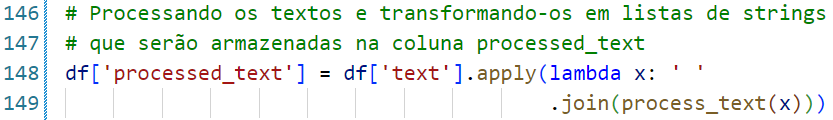 146 # Processando os textos e transformando-os em listas de strings
147 # que serão armazenadas na coluna processed_text
148 df['processed_text'] = df['text'].apply(lambda x: ' '
149 .join(process_text(x)))